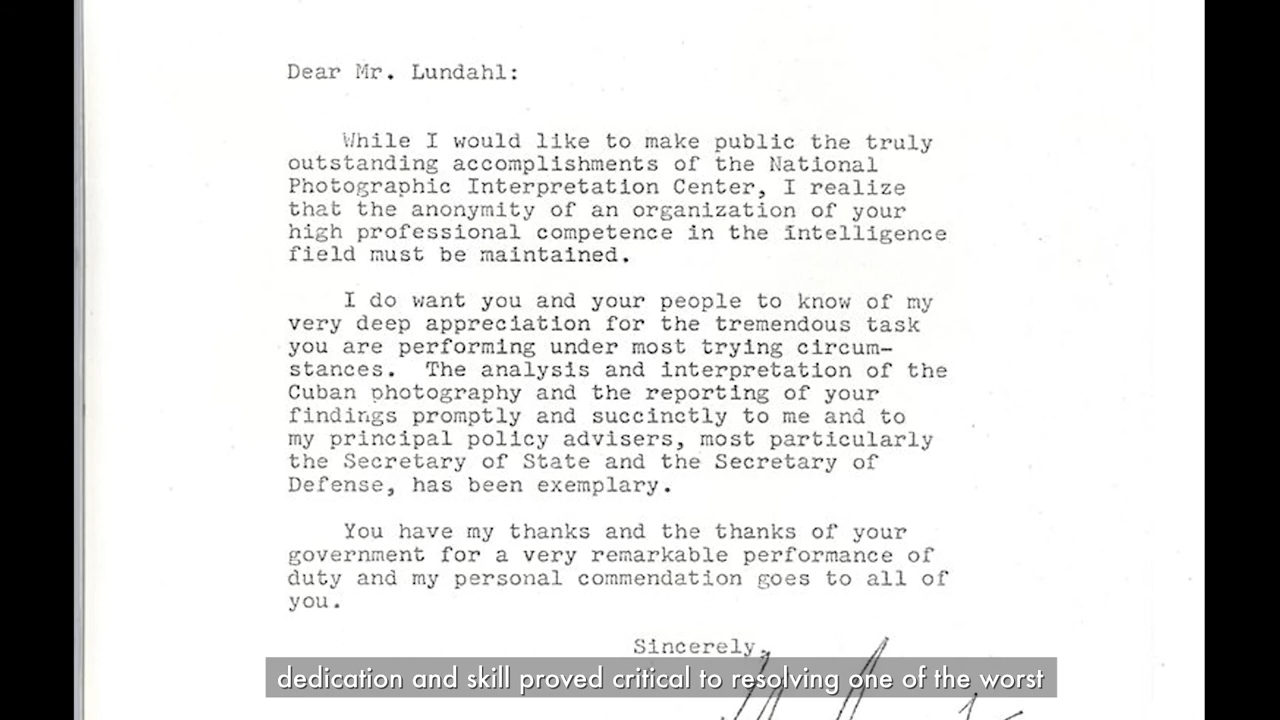 Dear Mr. Lundahl:
While I would like to make public the truly
outstanding accomplishments of the National
Photographic Interpretation Center, I realize
that the anonymity of an organization of your
high professional competence in the intelligence
field must be maintained.
I do want you and your people to know of my
very deep appreciation for the tremendous task
you are performing under most trying circum-
stances.  The analysis and interpretation of the
Cuban photography and the reporting of your
findings promptly and succinctly to me and to
my principal policy advisers, most particularly
the Secretary of State and the Secretary of
Defense, has been exemplary.
You have my thanks and the thanks of your
government for a very remarkable performance of
duty and my personal commendation goes to all of
you.
Sincerely,
dedication and skill proved critical to resolving one of the worst